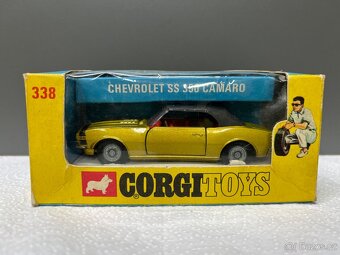 338
CHEVROLET SS 350 CAMARO
CORGI TOYS